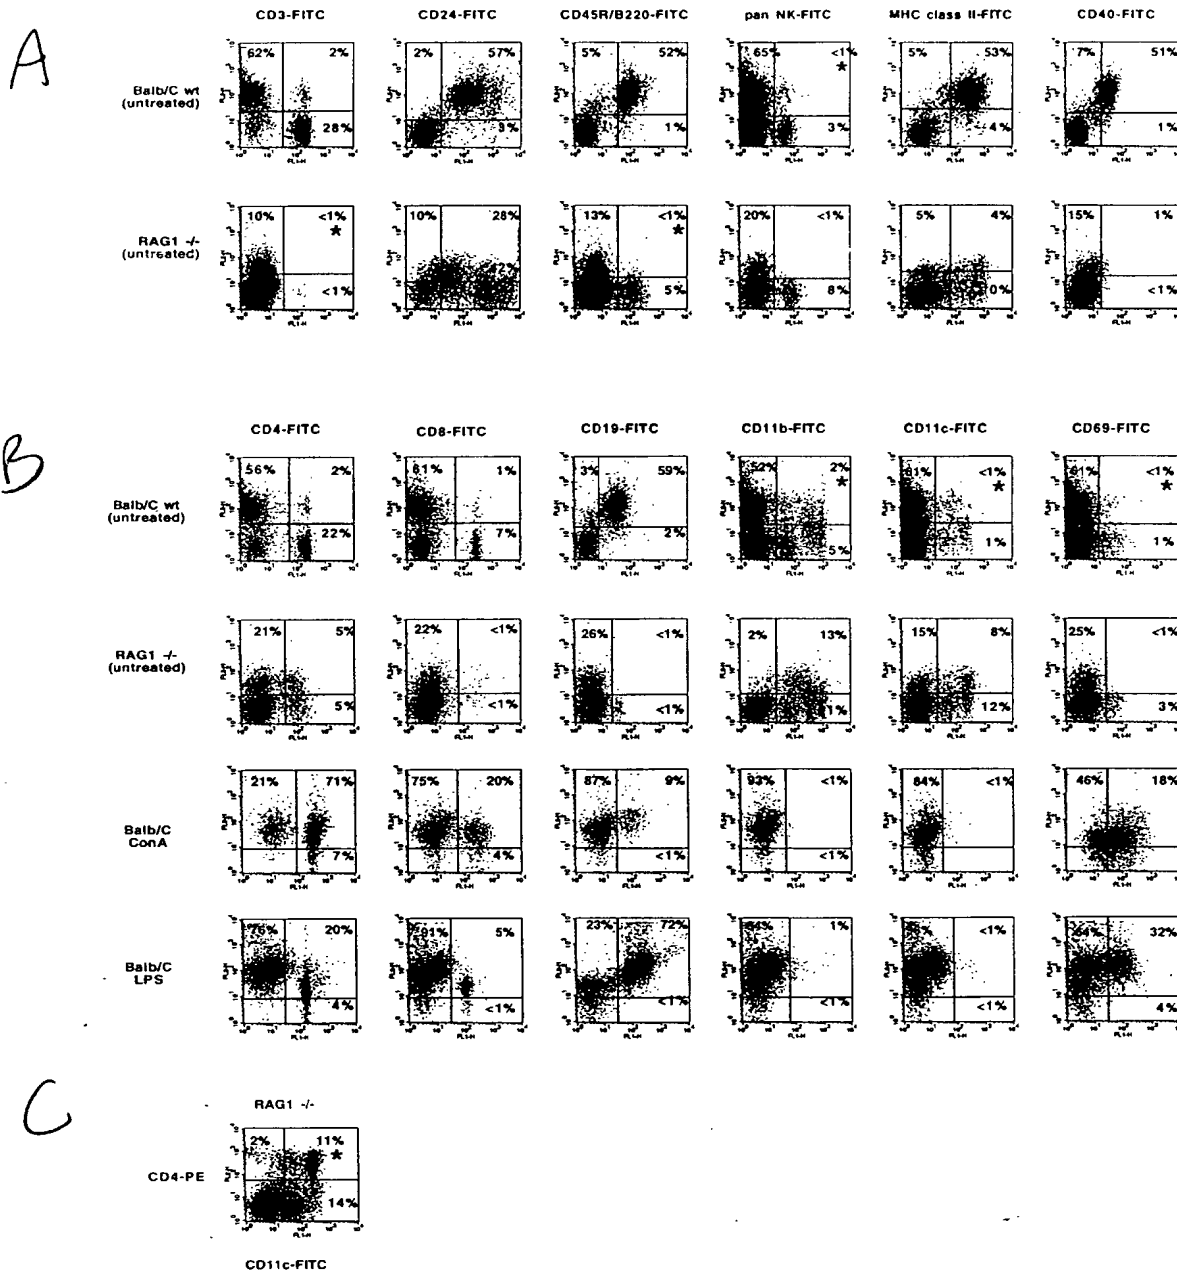 A
CD3-FITC CD24-FITC CD45R/B220-FITC pan NK-FITC MHC class II-FITC CD40-FITC
Balb/C wt
(untreated)
62% 2% 28%
2% 57% 3%
5% 52% 1%
65% <1% * 3%
5% 53% 4%
7% 51% 1%
RAG1 -/-
(untreated)
10% <1% * <1%
10% 28%
13% <1% * 5%
20% <1% 8%
5% 4% 0%
15% 1% <1%
B
CD4-FITC CD8-FITC CD19-FITC CD11b-FITC CD11c-FITC CD69-FITC
Balb/C wt
(untreated)
56% 2% 22%
61% 1% 7%
3% 59% 2%
52% 2% * 5%
61% <1% * 1%
61% <1% * 1%
RAG1 -/-
(untreated)
21% 5% 5%
22% <1% <1%
26% <1% <1%
2% 13% 11%
15% 8% 12%
25% <1% 3%
Balb/C
ConA
21% 71% 7%
75% 20% 4%
87% 9% <1%
93% <1% <1%
84% <1%
46% 18%
Balb/C
LPS
76% 20% 4%
91% 5% <1%
23% 72% <1%
1% <1%
<1% <1%
64% 32% 4%
C
RAG1 -/-
CD4-PE
2% 11% * 14%
FL1-H
CD11c-FITC